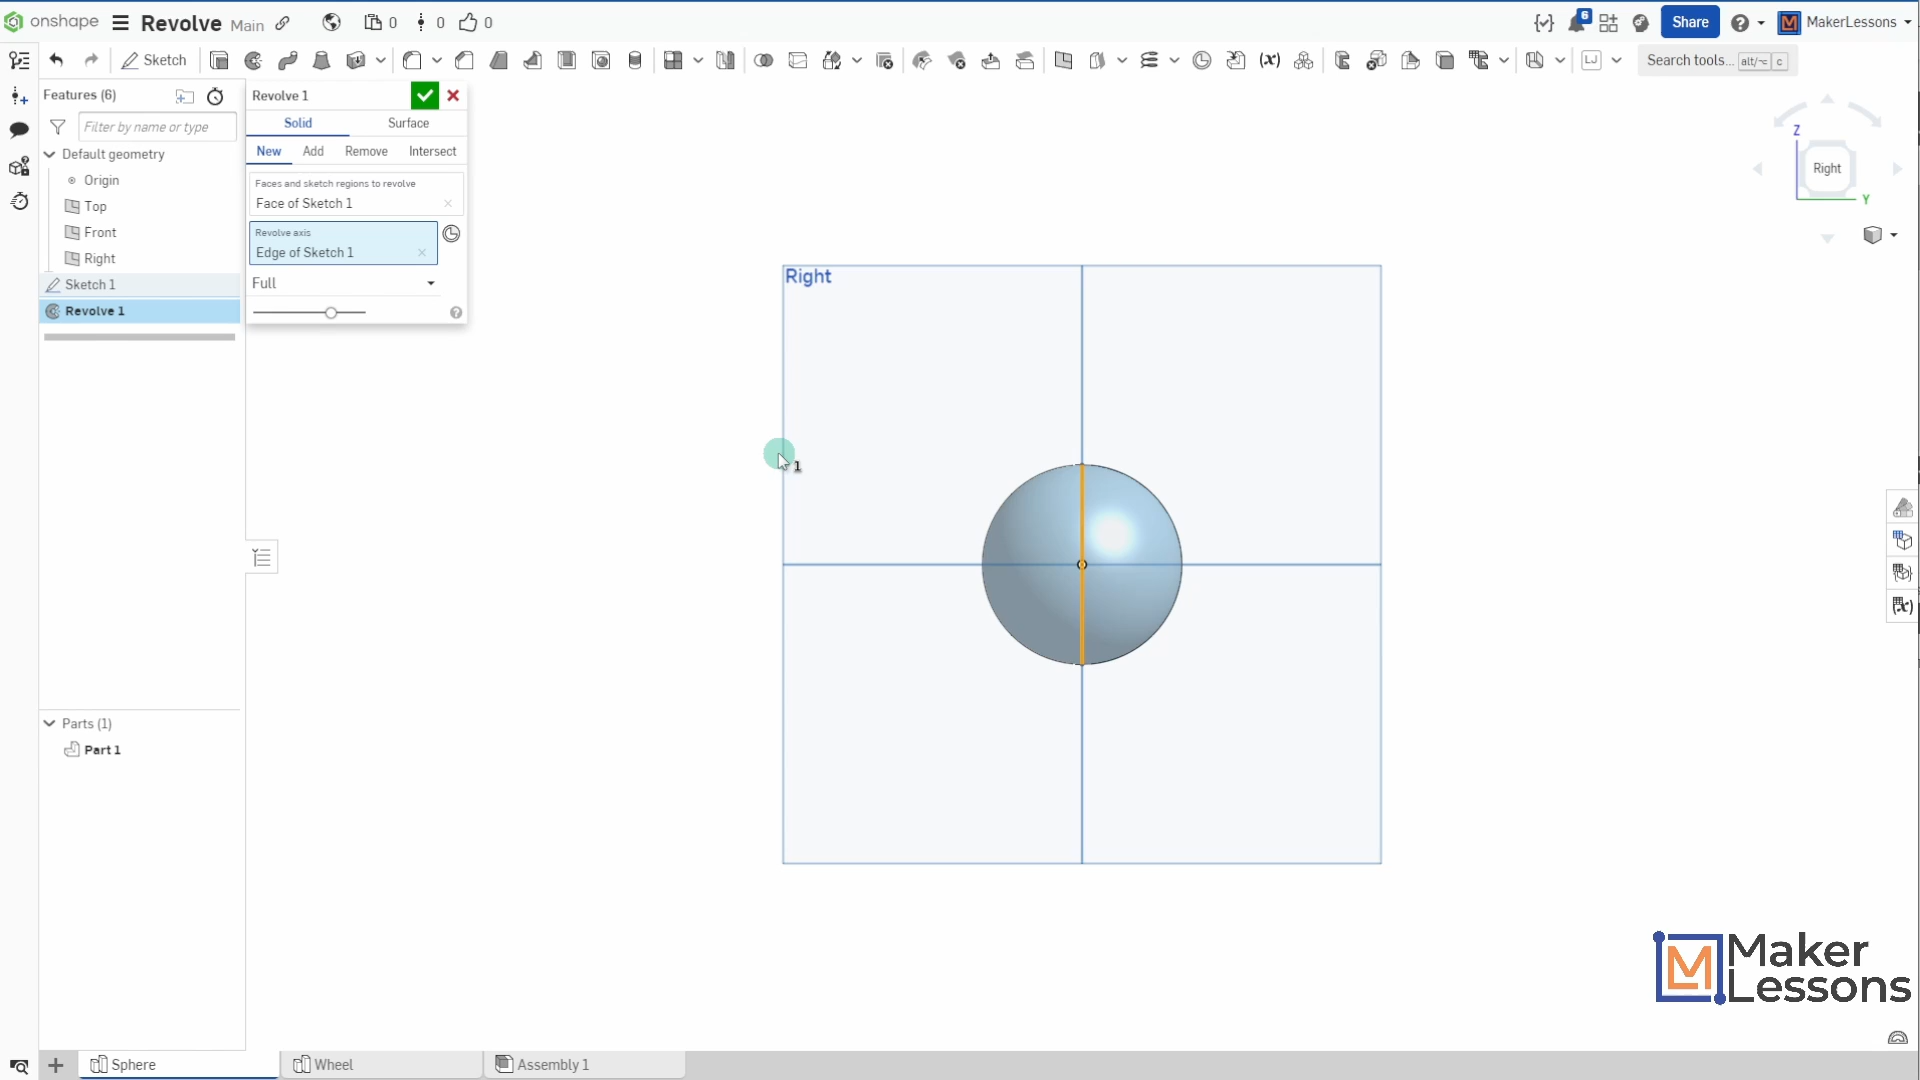 onshape Revolve Main 0 0 0 6 Share MakerLessons
Sketch Search tools... alt/⌥ c
Features (6)
Filter by name or type
Default geometry
Origin
Top
Front
Right
Sketch 1
Revolve 1
Revolve 1
Solid Surface
New Add Remove Intersect
Faces and sketch regions to revolve
Face of Sketch 1
Revolve axis
Edge of Sketch 1
Full
Right
1
Z
Right
Y
Parts (1)
Part 1
Maker
Lessons
Sphere Wheel Assembly 1